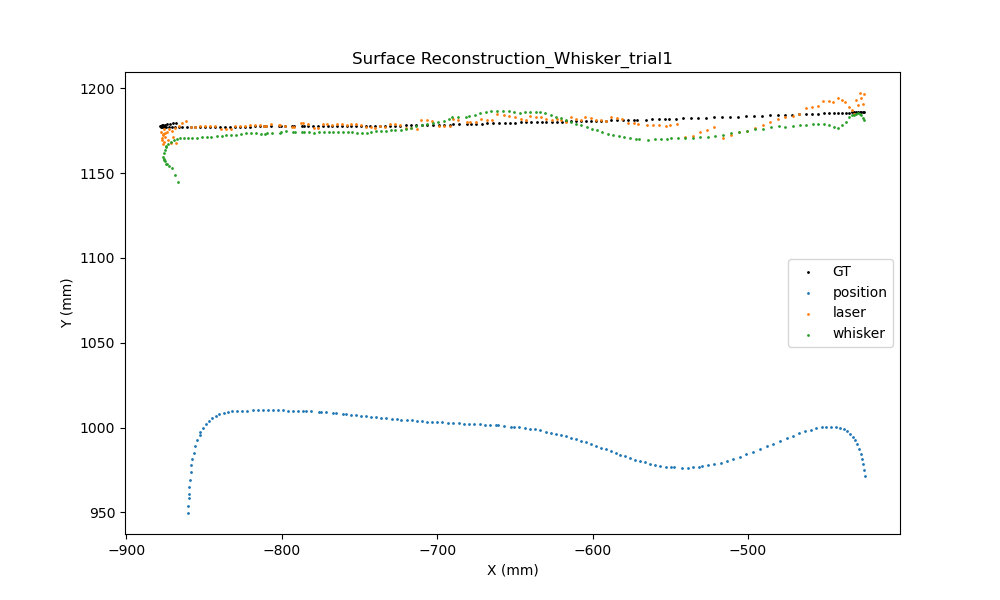 Surface Reconstruction_Whisker_trial1
1200
1150
1100
1050
1000
950
Y (mm)
GT
position
laser
whisker
−900
−800
−700
−600
−500
X (mm)